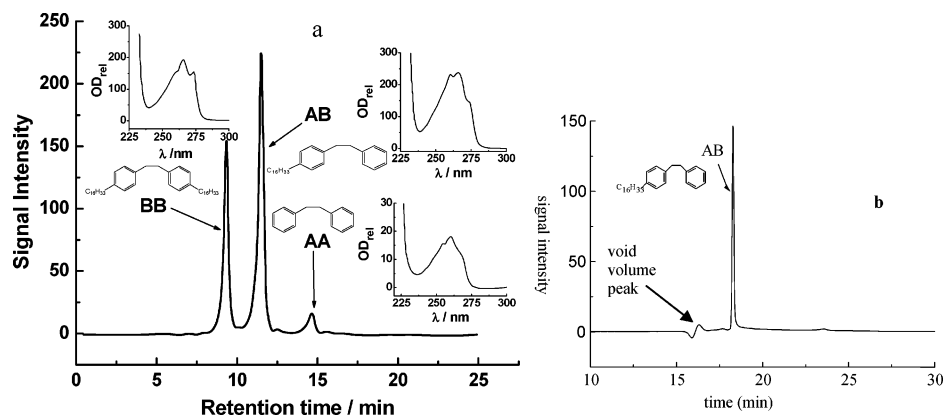 a
Signal Intensity
300
250
200
150
100
50
0
0 5 10 15 20 25
Retention time / min
OD_rel
300
200
100
0
225 250 275 300
λ /nm
C₁₆H₃₃
C₁₆H₃₃
BB
AB
C₁₆H₃₃
AA
OD_rel
300
200
100
0
225 250 275 300
λ / nm
OD_rel
30
20
10
0
225 250 275 300
λ / nm
b
signal intensity
150
100
50
0
10 15 20 25 30
time (min)
AB
C₁₆H₃₃
void
volume
peak